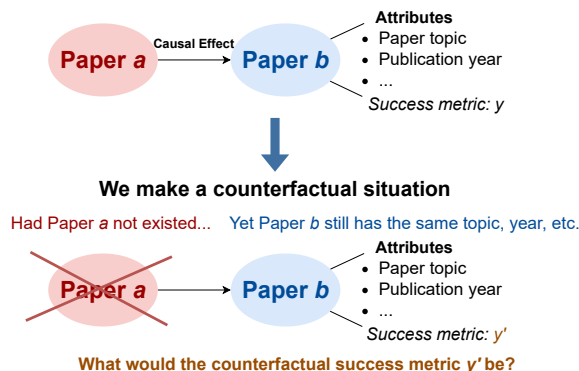 Attributes
Causal Effect
Paper a
Paper b
• Paper topic
• Publication year
• ...
Success metric: y
We make a counterfactual situation
Had Paper a not existed...
Yet Paper b still has the same topic, year, etc.
Attributes
Paper a
Paper b
• Paper topic
• Publication year
• ...
Success metric: y'
What would the counterfactual success metric y' be?